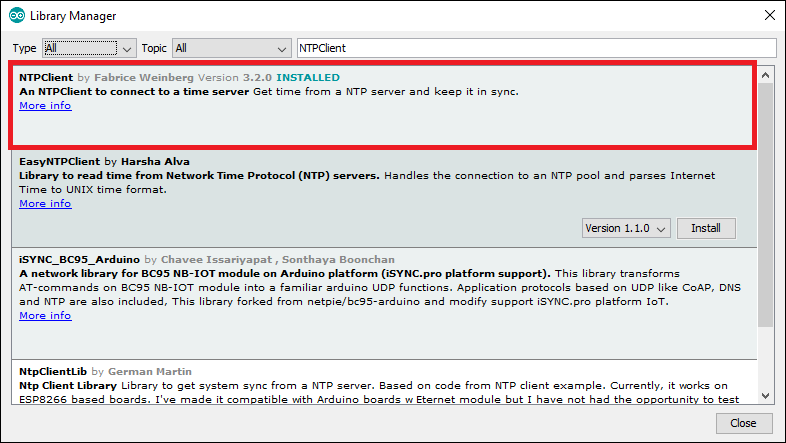 Library Manager
Type All Topic All NTPClient
NTPClient by Fabrice Weinberg Version 3.2.0 INSTALLED
An NTPClient to connect to a time server Get time from a NTP server and keep it in sync.
More info
EasyNTPClient by Harsha Alva
Library to read time from Network Time Protocol (NTP) servers. Handles the connection to an NTP pool and parses Internet
Time to UNIX time format.
More info
Version 1.1.0 Install
iSYNC_BC95_Arduino by Chavee Issariyapat , Sonthaya Boonchan
A network library for BC95 NB-IOT module on Arduino platform (iSYNC.pro platform support). This library transforms
AT-commands on BC95 NB-IOT module into a familiar arduino UDP functions. Application protocols based on UDP like CoAP, DNS
and NTP are also included, This library forked from netpie/bc95-arduino and modify support iSYNC.pro platform IoT.
More info
NtpClientLib by German Martin
Ntp Client Library Library to get system sync from a NTP server. Based on code from NTP client example. Currently, it works on
ESP8266 based boards. I've made it compatible with Arduino boards w Eternet module but I have not had the opportunity to test
Close